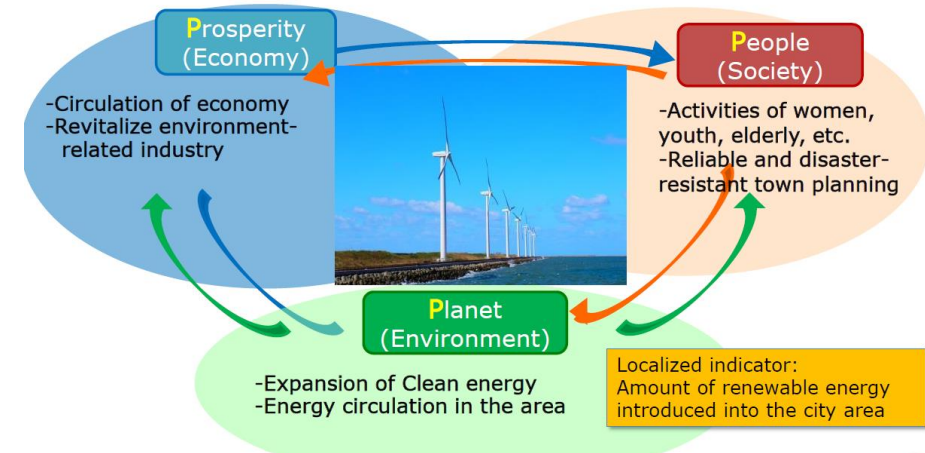 Prosperity
(Economy)
-Circulation of economy
-Revitalize environment-
related industry
People
(Society)
-Activities of women,
youth, elderly, etc.
-Reliable and disaster-
resistant town planning
Planet
(Environment)
-Expansion of Clean energy
-Energy circulation in the area
Localized indicator:
Amount of renewable energy
introduced into the city area